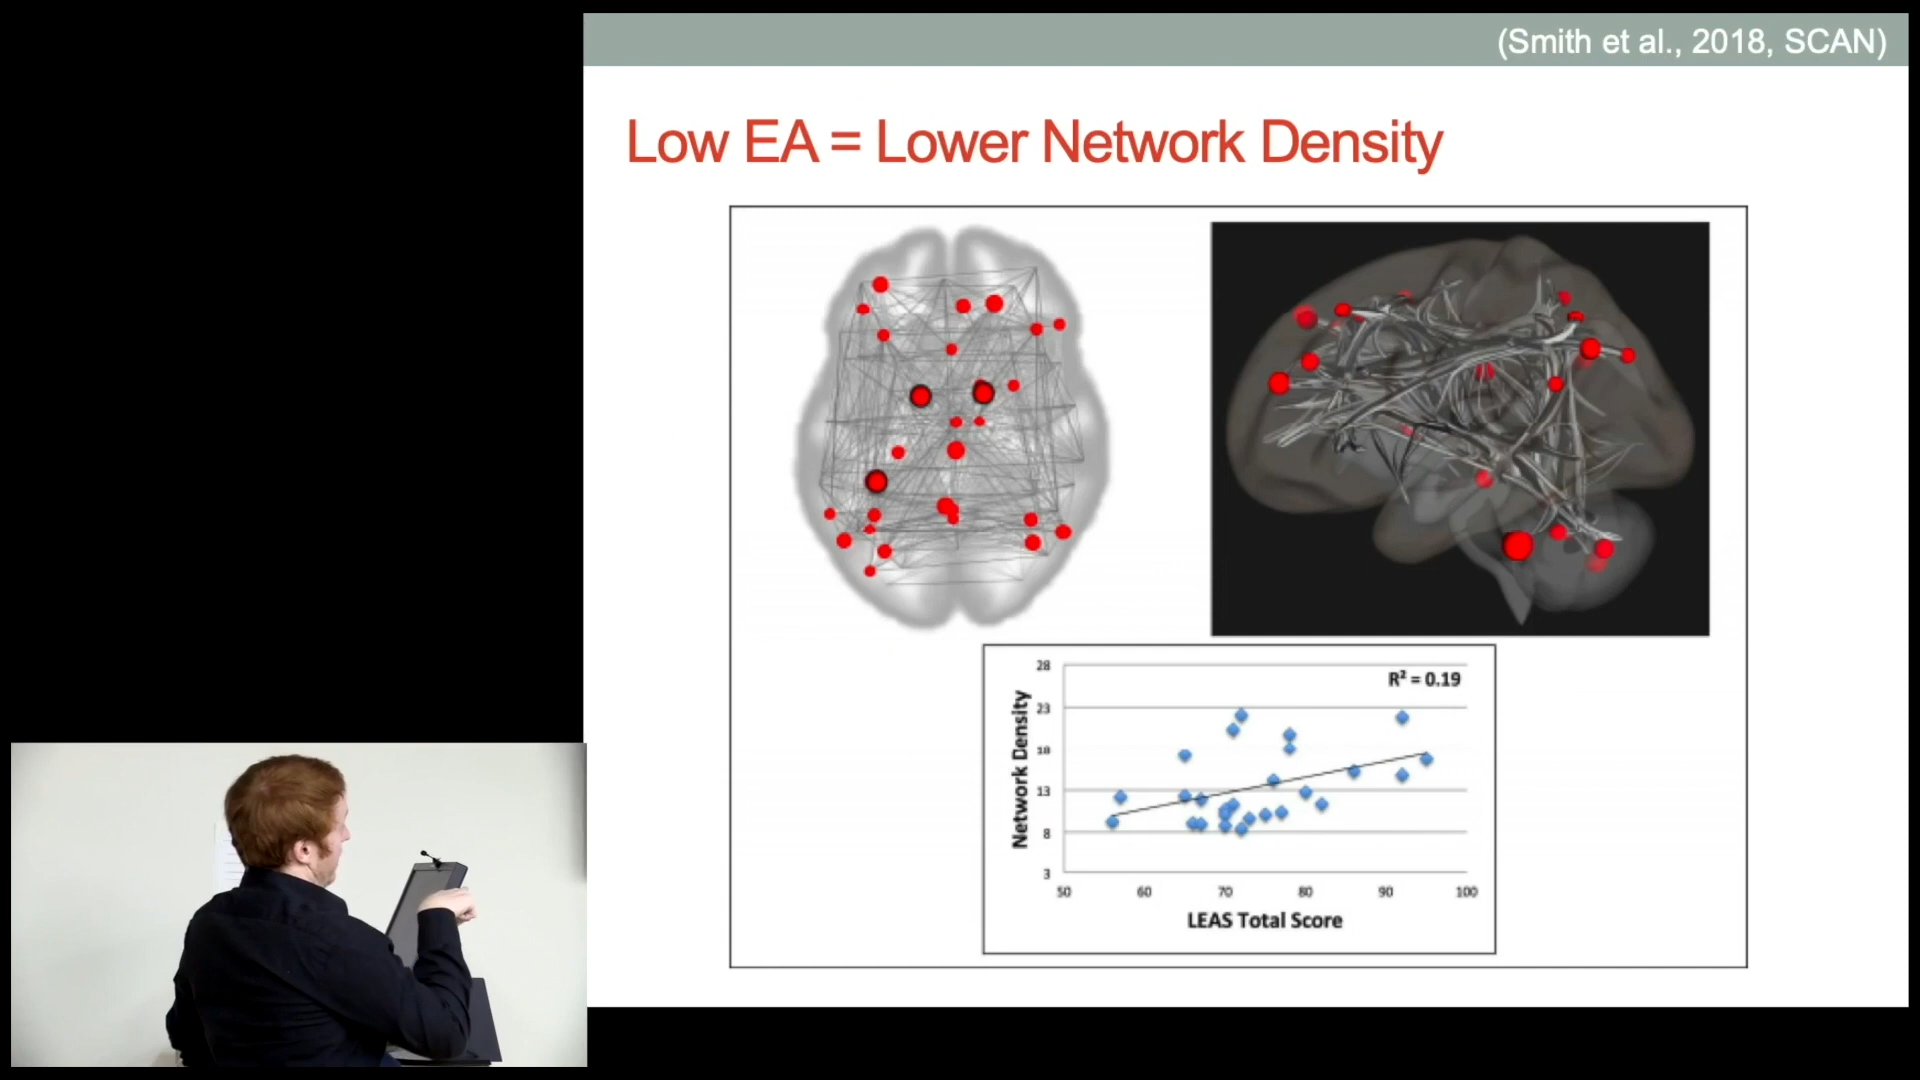 (Smith et al., 2018, SCAN)
Low EA = Lower Network Density
R² = 0.19
Network Density
28
23
18
13
8
3
50 60 70 80 90 100
LEAS Total Score